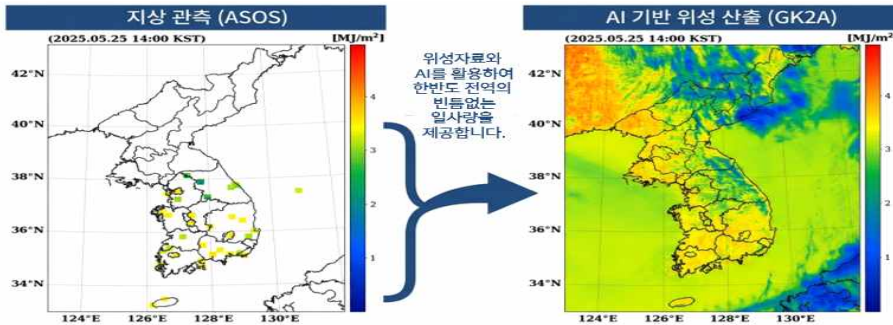 지상 관측 (ASOS)
(2025.05.25 14:00 KST)
[MJ/m²]
42°N
40°N
38°N
36°N
34°N
124°E
126°E
128°E
130°E
4
3
2
1
위성자료와
AI를 활용하여
한반도 전역의
빈틈없는
일사량을
제공합니다.
AI 기반 위성 산출 (GK2A)
(2025.05.25 14:00 KST)
[MJ/m²]
42°N
40°N
38°N
36°N
34°N
124°E
126°E
128°E
130°E
4
3
2
1